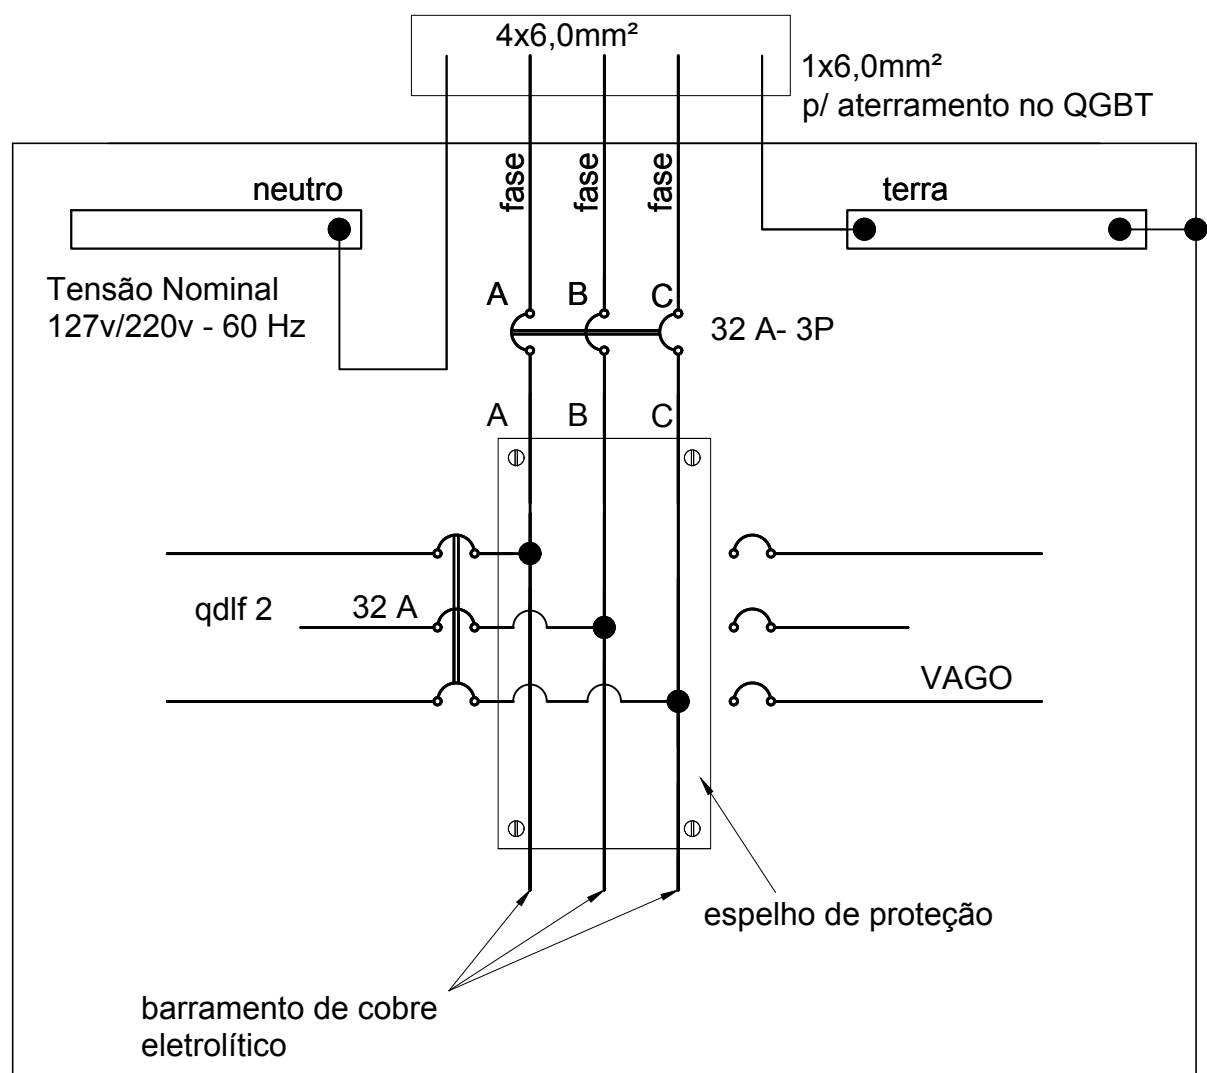 4x6,0mm²
1x6,0mm²
p/ aterramento no QGBT
neutro
fase
fase
fase
terra
Tensão Nominal
127v/220v - 60 Hz
A
B
C
32 A- 3P
A
B
C
qdlf 2
32 A
VAGO
espelho de proteção
barramento de cobre
eletrolítico